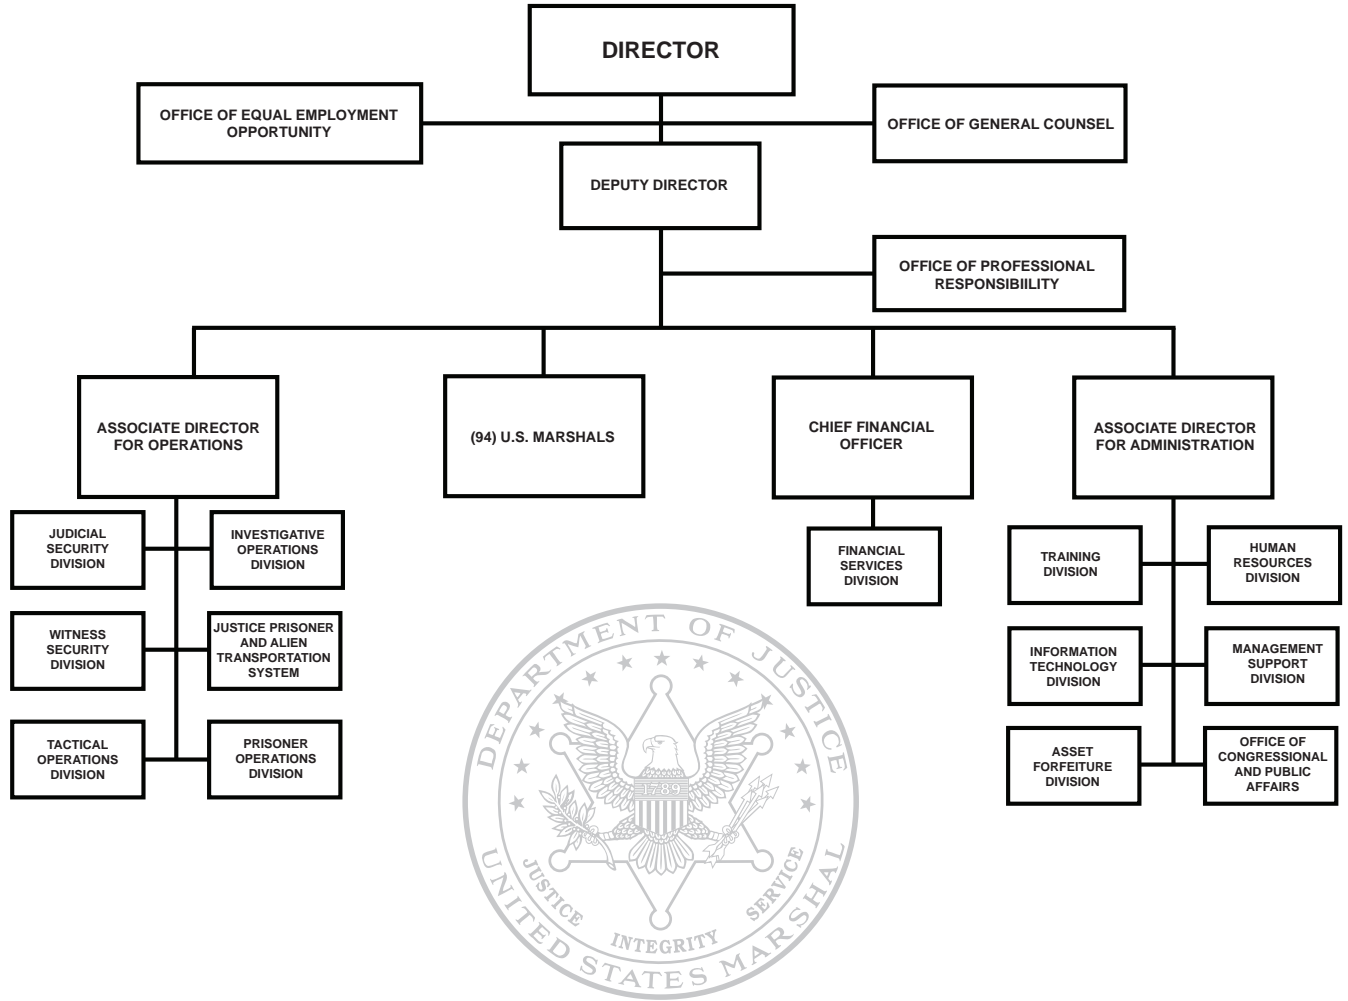 DIRECTOR
OFFICE OF EQUAL EMPLOYMENT
OPPORTUNITY
OFFICE OF GENERAL COUNSEL
DEPUTY DIRECTOR
OFFICE OF PROFESSIONAL
RESPONSIBIILITY
ASSOCIATE DIRECTOR
FOR OPERATIONS
(94) U.S. MARSHALS
CHIEF FINANCIAL
OFFICER
ASSOCIATE DIRECTOR
FOR ADMINISTRATION
JUDICIAL
SECURITY
DIVISION
INVESTIGATIVE
OPERATIONS
DIVISION
WITNESS
SECURITY
DIVISION
JUSTICE PRISONER
AND ALIEN
TRANSPORTATION
SYSTEM
TACTICAL
OPERATIONS
DIVISION
PRISONER
OPERATIONS
DIVISION
FINANCIAL
SERVICES
DIVISION
TRAINING
DIVISION
HUMAN
RESOURCES
DIVISION
INFORMATION
TECHNOLOGY
DIVISION
MANAGEMENT
SUPPORT
DIVISION
ASSET
FORFEITURE
DIVISION
OFFICE OF
CONGRESSIONAL
AND PUBLIC
AFFAIRS
DEPARTMENT OF JUSTICE
1789
JUSTICE INTEGRITY SERVICE
UNITED STATES MARSHAL